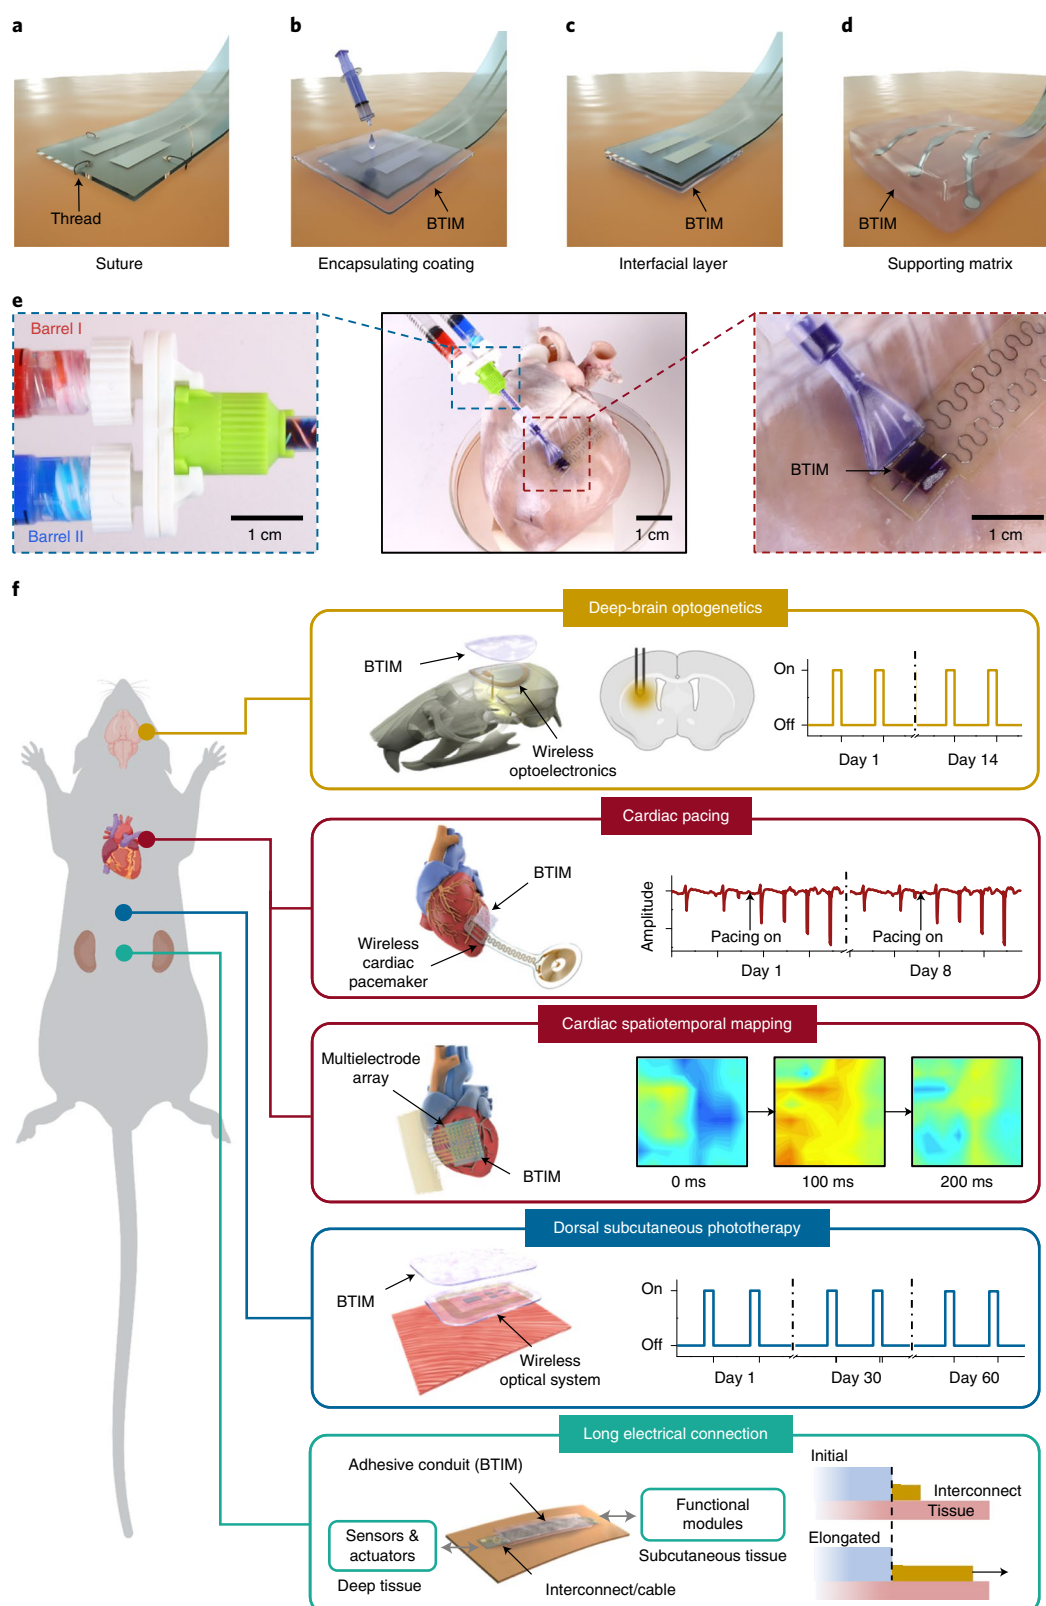 a
b
c
d
Thread
BTIM
BTIM
BTIM
Suture
Encapsulating coating
Interfacial layer
Supporting matrix
e
Barrel I
Barrel II
1 cm
1 cm
BTIM
1 cm
f
Deep-brain optogenetics
BTIM
Wireless
optoelectronics
On
Off
Day 1
Day 14
Cardiac pacing
BTIM
Wireless
cardiac
pacemaker
Amplitude
Pacing on
Pacing on
Day 1
Day 8
Cardiac spatiotemporal mapping
Multielectrode
array
BTIM
0 ms
100 ms
200 ms
Dorsal subcutaneous phototherapy
BTIM
Wireless
optical system
On
Off
Day 1
Day 30
Day 60
Long electrical connection
Adhesive conduit (BTIM)
Sensors &
actuators
Deep tissue
Functional
modules
Subcutaneous tissue
Interconnect/cable
Initial
Interconnect
Tissue
Elongated